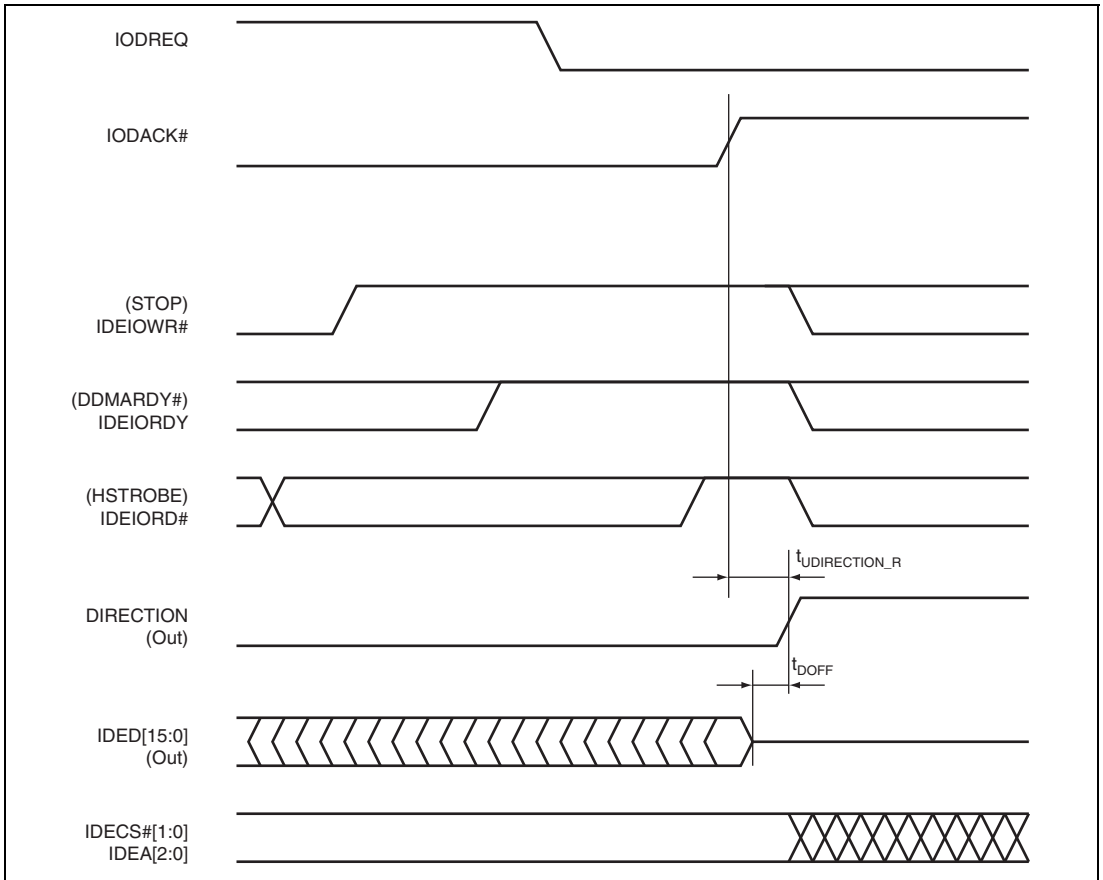 IODREQ
IODACK#
(STOP)
IDEIOWR#
(DDMARDY#)
IDEIORDY
(HSTROBE)
IDEIORD#
tUDIRECTION_R
DIRECTION
(Out)
tDOFF
IDED[15:0]
(Out)
IDECS#[1:0]
IDEA[2:0]